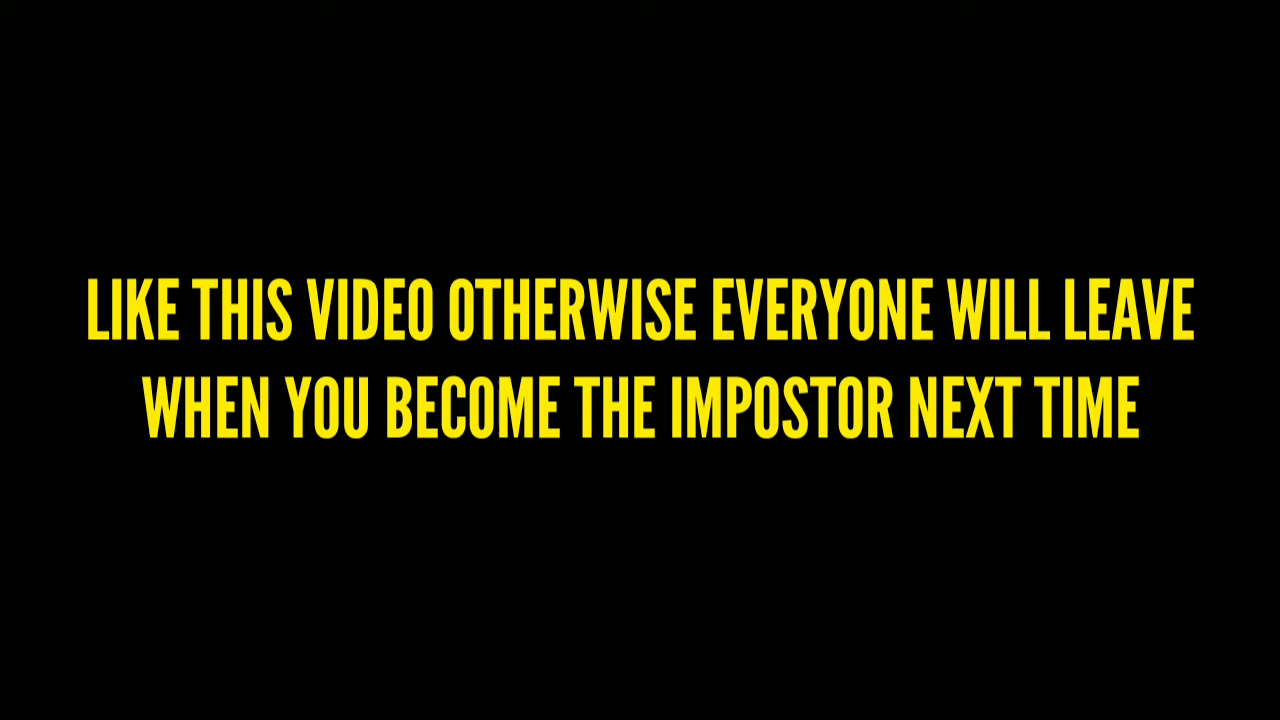 LIKE THIS VIDEO OTHERWISE EVERYONE WILL LEAVE
WHEN YOU BECOME THE IMPOSTOR NEXT TIME